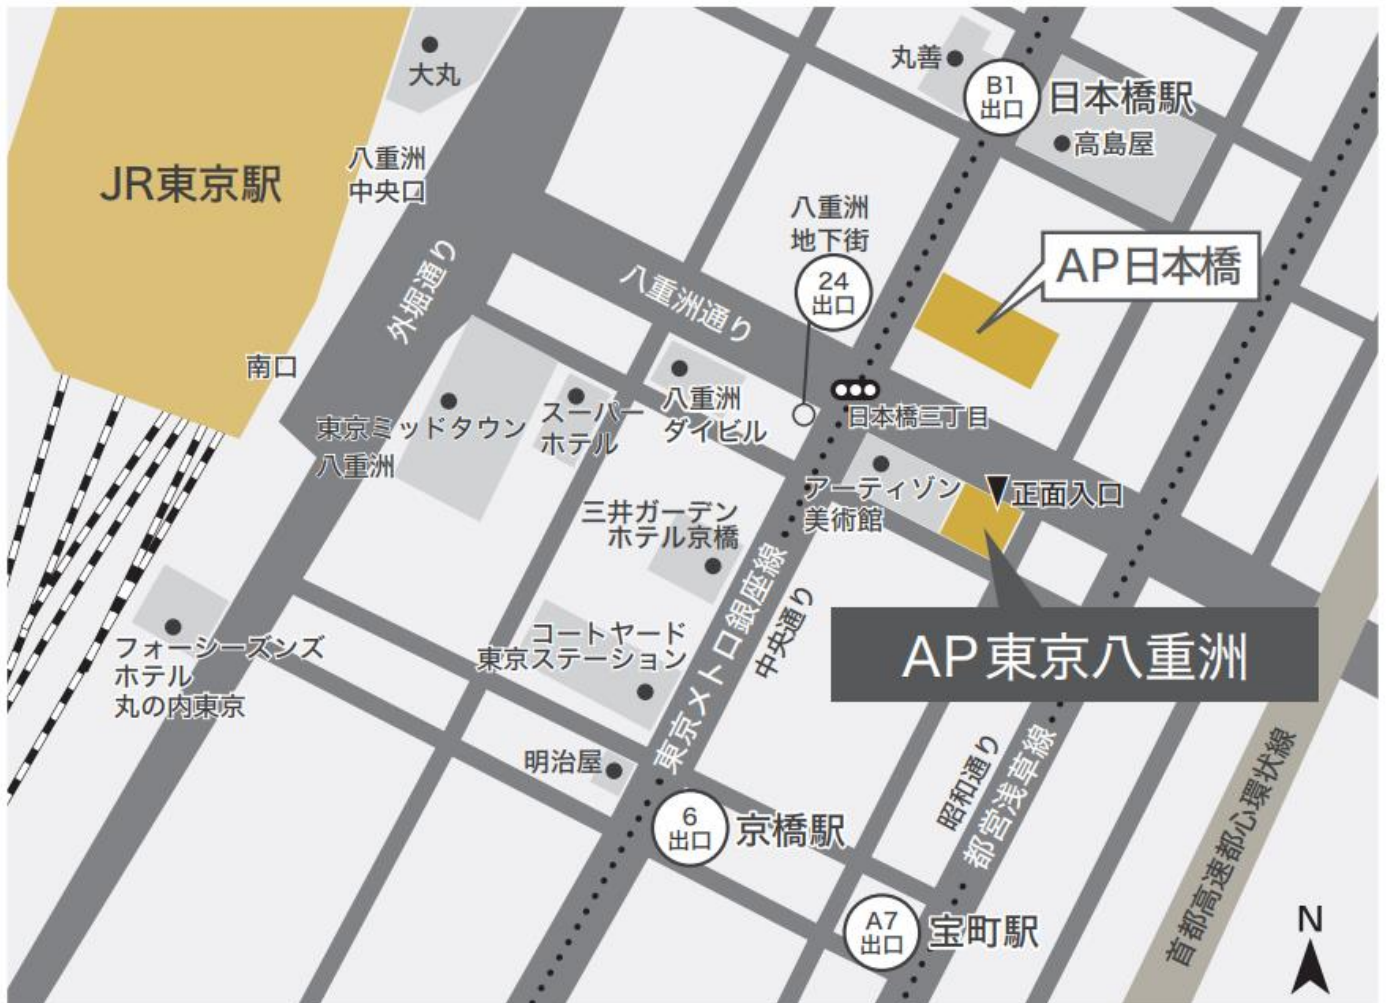 大丸
丸善
B1
出口
日本橋駅
高島屋
八重洲
中央口
JR東京駅
八重洲
地下街
24
出口
AP日本橋
外堀通り
八重洲通り
南口
東京ミッドタウン
八重洲
スーパー
ホテル
八重洲
ダイビル
日本橋三丁目
アーティゾン
美術館
正面入口
三井ガーデン
ホテル京橋
東京メトロ銀座線
中央通り
AP東京八重洲
コートヤード
東京ステーション
フォーシーズンズ
ホテル
丸の内東京
明治屋
6
出口
京橋駅
昭和通り
都営浅草線
首都高速都心環状線
A7
出口
宝町駅
N